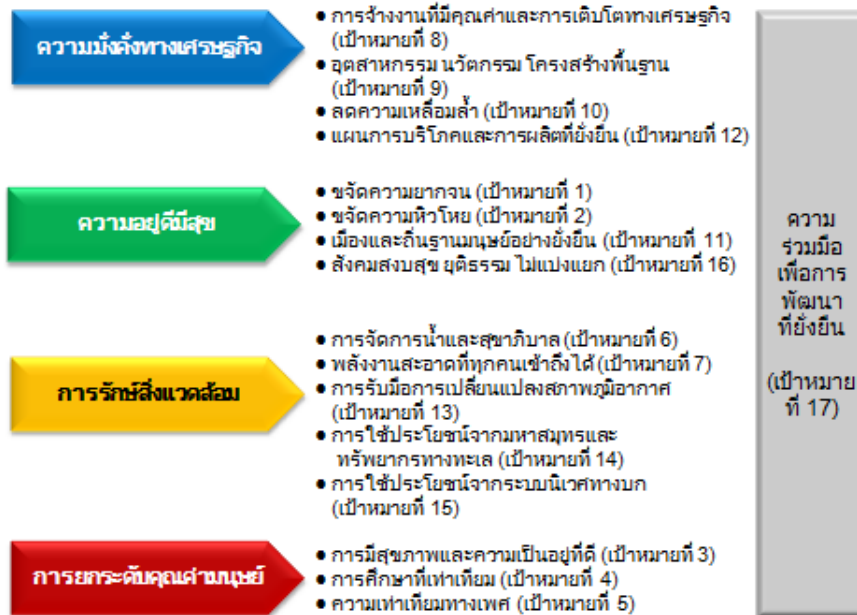 ความมั่งคั่งทางเศรษฐกิจ
● การจ้างงานที่มีคุณค่าและการเติบโตทางเศรษฐกิจ
(เป้าหมายที่ 8)
● อุตสาหกรรม นวัตกรรม โครงสร้างพื้นฐาน
(เป้าหมายที่ 9)
● ลดความเหลื่อมล้ำ (เป้าหมายที่ 10)
● แผนการบริโภคและการผลิตที่ยั่งยืน (เป้าหมายที่ 12)
ความอยู่ดีมีสุข
● ขจัดความยากจน (เป้าหมายที่ 1)
● ขจัดความหิวโหย (เป้าหมายที่ 2)
● เมืองและถิ่นฐานมนุษย์อย่างยั่งยืน (เป้าหมายที่ 11)
● สังคมสงบสุข ยุติธรรม ไม่แบ่งแยก (เป้าหมายที่ 16)
การรักษ์สิ่งแวดล้อม
● การจัดการน้ำและสุขาภิบาล (เป้าหมายที่ 6)
● พลังงานสะอาดที่ทุกคนเข้าถึงได้ (เป้าหมายที่ 7)
● การรับมือการเปลี่ยนแปลงสภาพภูมิอากาศ
(เป้าหมายที่ 13)
● การใช้ประโยชน์จากมหาสมุทรและ
ทรัพยากรทางทะเล (เป้าหมายที่ 14)
● การใช้ประโยชน์จากระบบนิเวศทางบก
(เป้าหมายที่ 15)
การยกระดับคุณค่ามนุษย์
● การมีสุขภาพและความเป็นอยู่ที่ดี (เป้าหมายที่ 3)
● การศึกษาที่เท่าเทียม (เป้าหมายที่ 4)
● ความเท่าเทียมทางเพศ (เป้าหมายที่ 5)
ความ
ร่วมมือ
เพื่อการ
พัฒนา
ที่ยั่งยืน
(เป้าหมาย
ที่ 17)